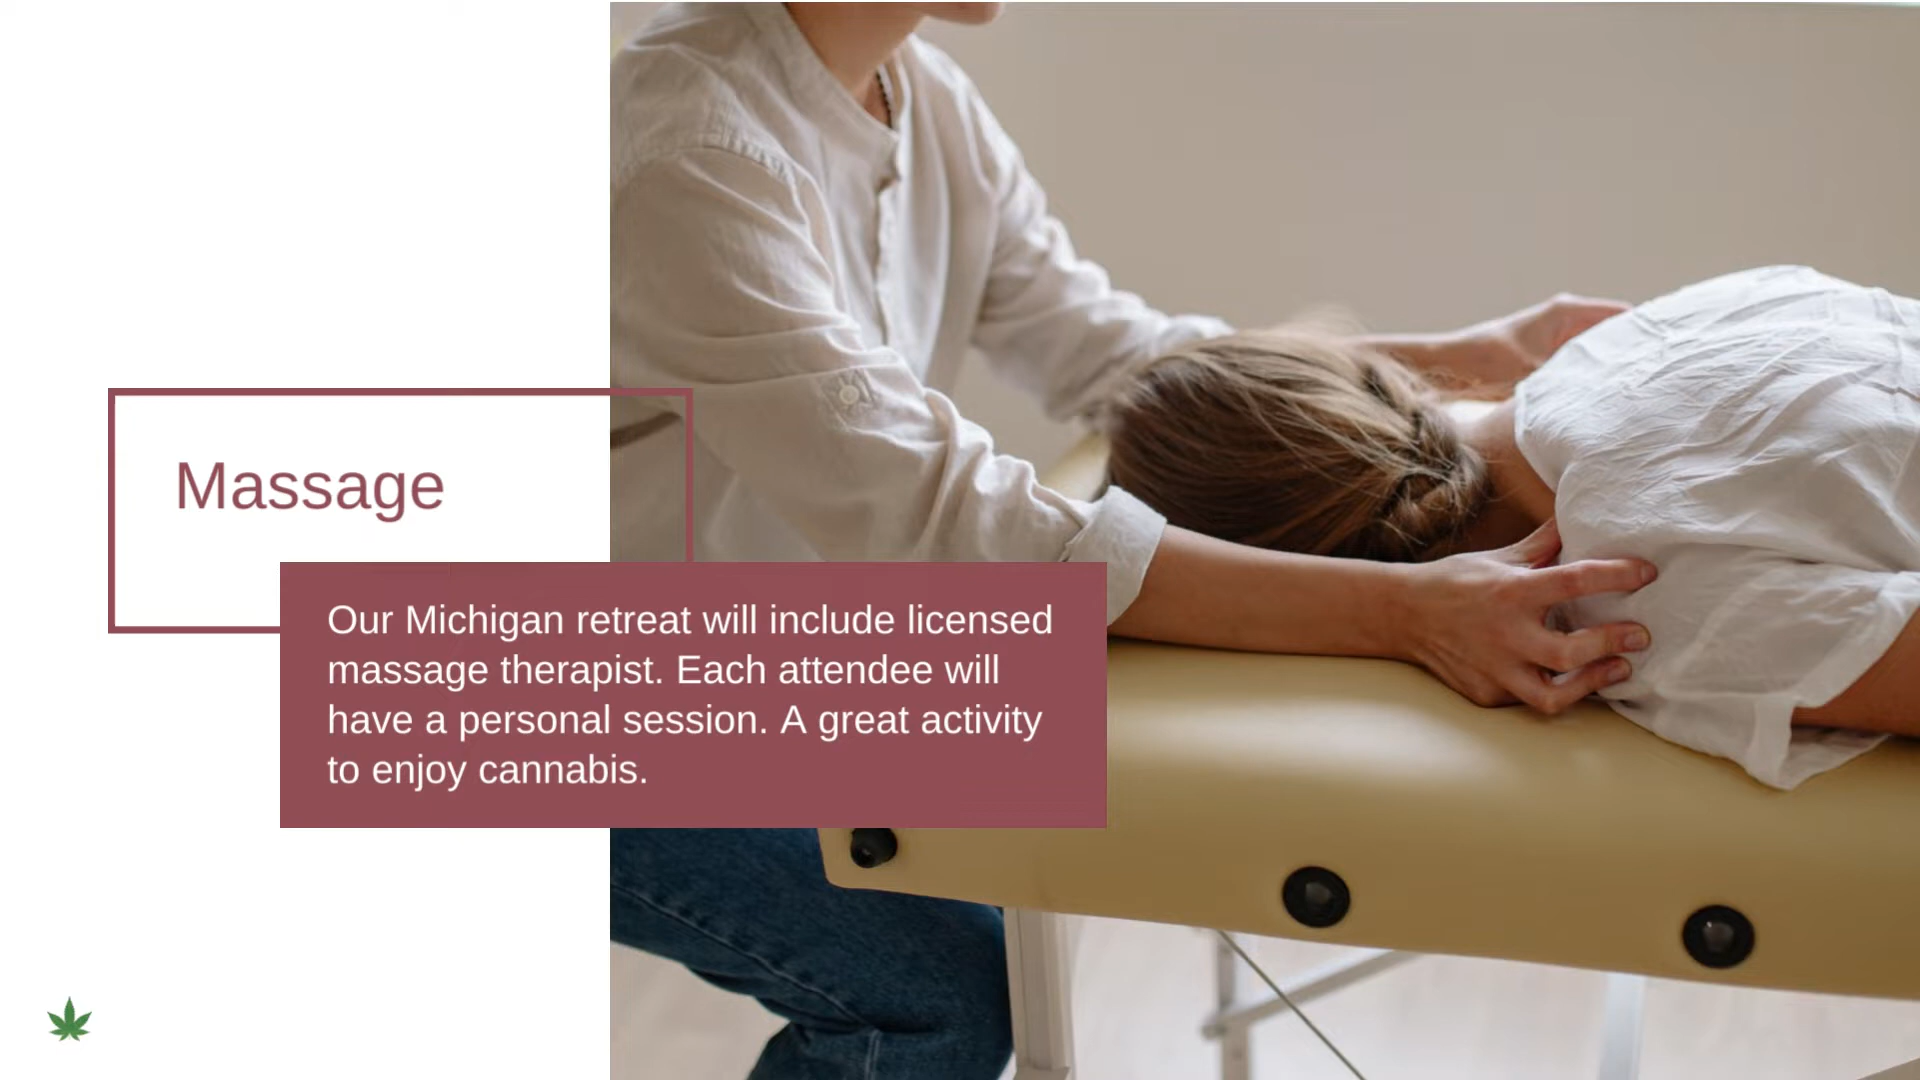 Massage
Our Michigan retreat will include licensed
massage therapist. Each attendee will
have a personal session. A great activity
to enjoy cannabis.